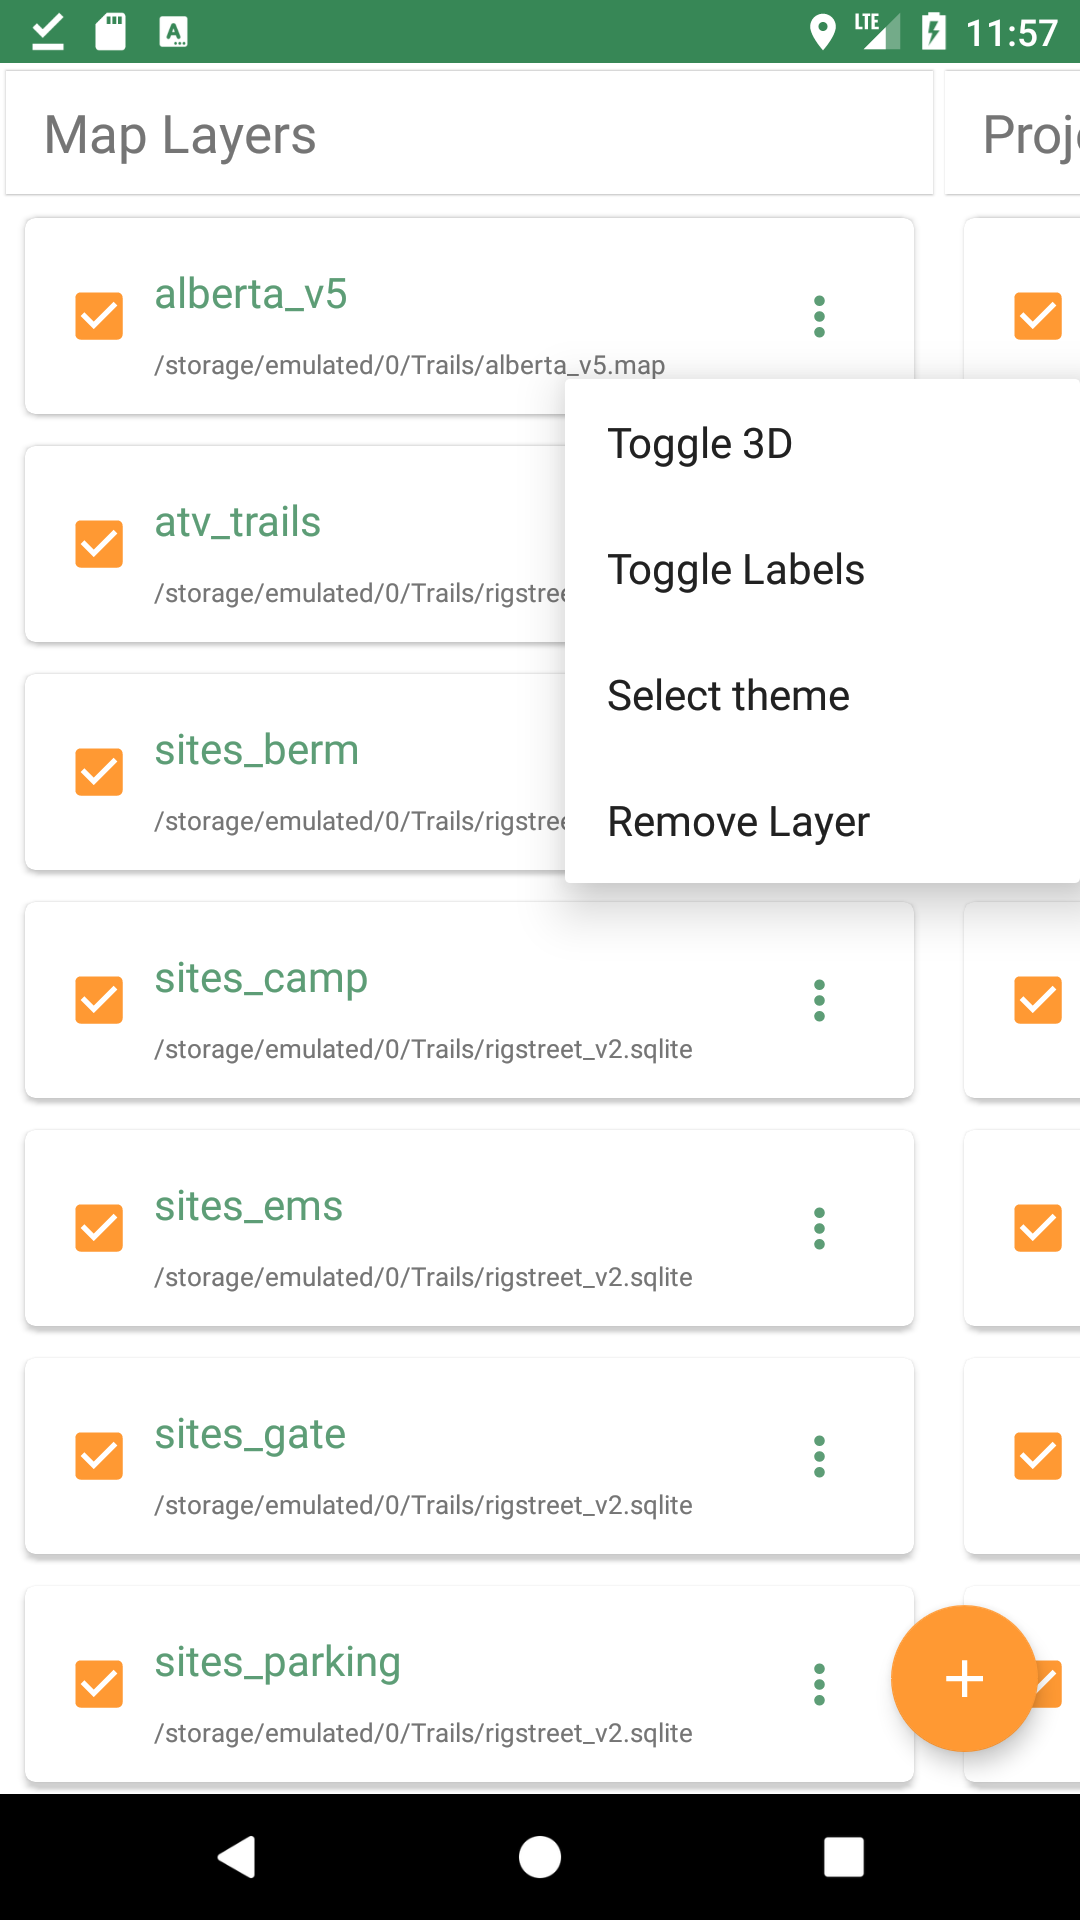 LTE 11:57
Map Layers
alberta_v5
/storage/emulated/0/Trails/alberta_v5.map
Toggle 3D
Toggle Labels
Select theme
Remove Layer
atv_trails
/storage/emulated/0/Trails/
sites_berm
/storage/emulated/0/Trails/
sites_camp
/storage/emulated/0/Trails/rigstreet_v2.sqlite
sites_ems
/storage/emulated/0/Trails/rigstreet_v2.sqlite
sites_gate
/storage/emulated/0/Trails/rigstreet_v2.sqlite
sites_parking
/storage/emulated/0/Trails/rigstreet_v2.sqlite